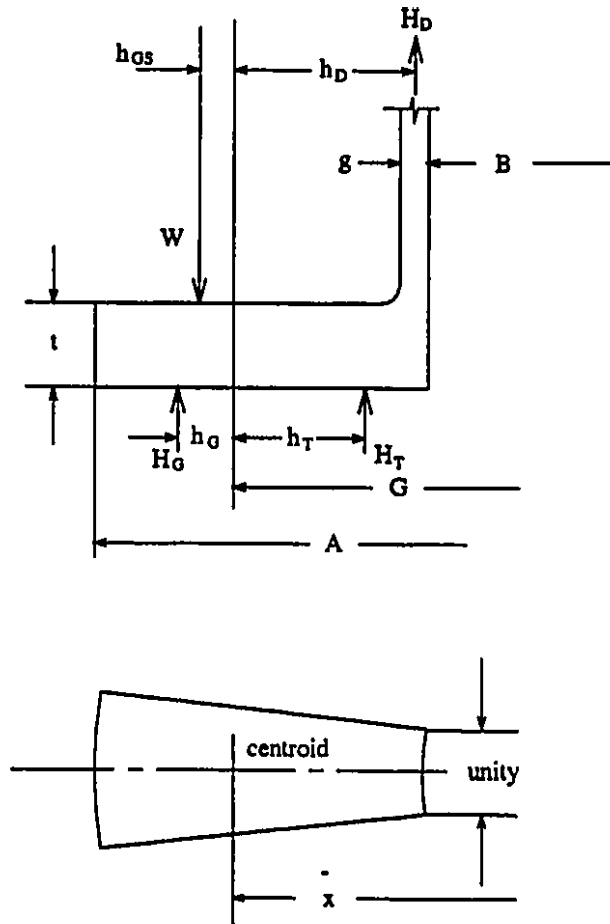 H_D
h_GS
h_D
g
B
W
t
h_G
h_T
H_G
H_T
G
A
centroid
unity
x̄